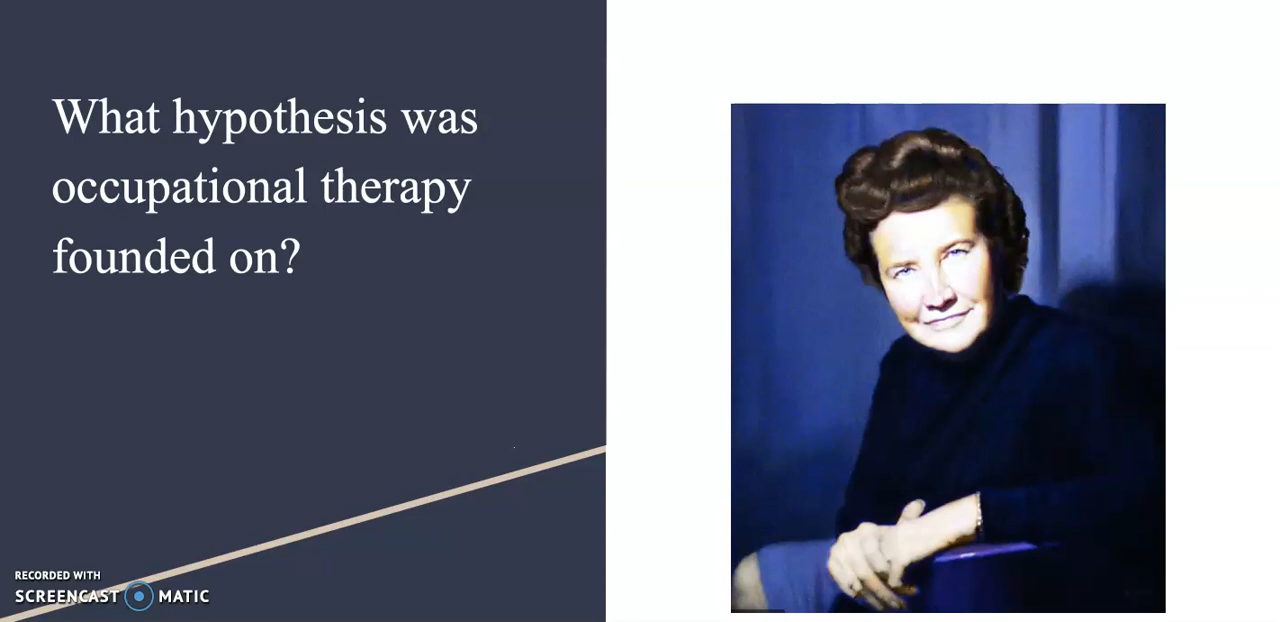 What hypothesis was
occupational therapy
founded on?
RECORDED WITH
SCREENCAST MATIC